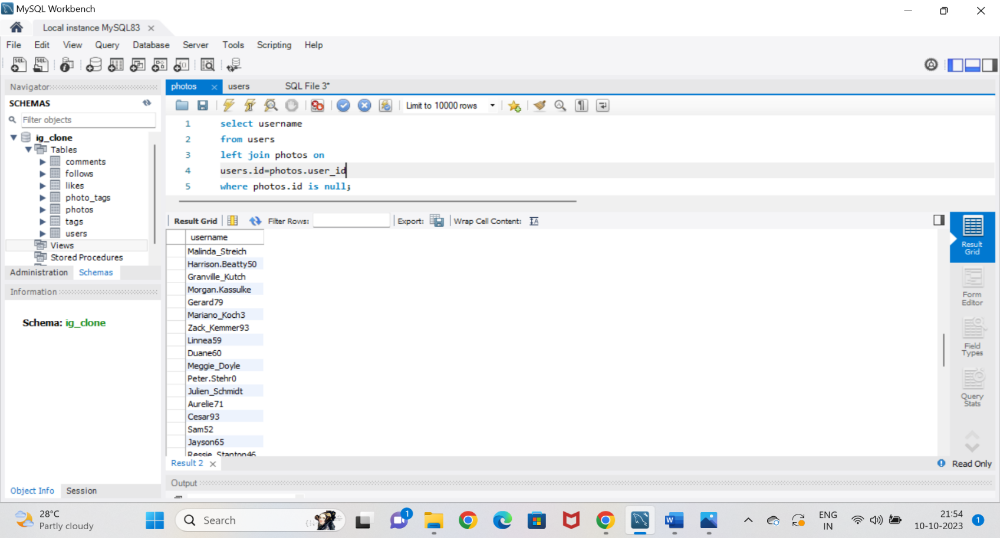 MySQL Workbench
Local instance MySQL83
File Edit View Query Database Server Tools Scripting Help
Navigator
SCHEMAS
Filter objects
ig_clone
Tables
comments
follows
likes
photo_tags
photos
tags
users
Views
Stored Procedures
Administration Schemas
Information
Schema: ig_clone
Object Info Session
photos users SQL File 3*
Limit to 10000 rows
1 select username
2 from users
3 left join photos on
4 users.id=photos.user_id
5 where photos.id is null;
Result Grid Filter Rows: Export: Wrap Cell Content:
username
Malinda_Streich
Harrison.Beatty50
Granville_Kutch
Morgan.Kassulke
Gerard79
Mariano_Koch3
Zack_Kemmer93
Linnea59
Duane60
Meggie_Doyle
Peter.Stehr0
Julien_Schmidt
Aurelie71
Cesar93
Sam52
Jayson65
Ressie_Stanton46
Result
Grid
Form
Editor
Field
Types
Query
Stats
Result 2
Read Only
Output
28°C
Partly cloudy
Search
1
ENG
IN
21:54
10-10-2023
1